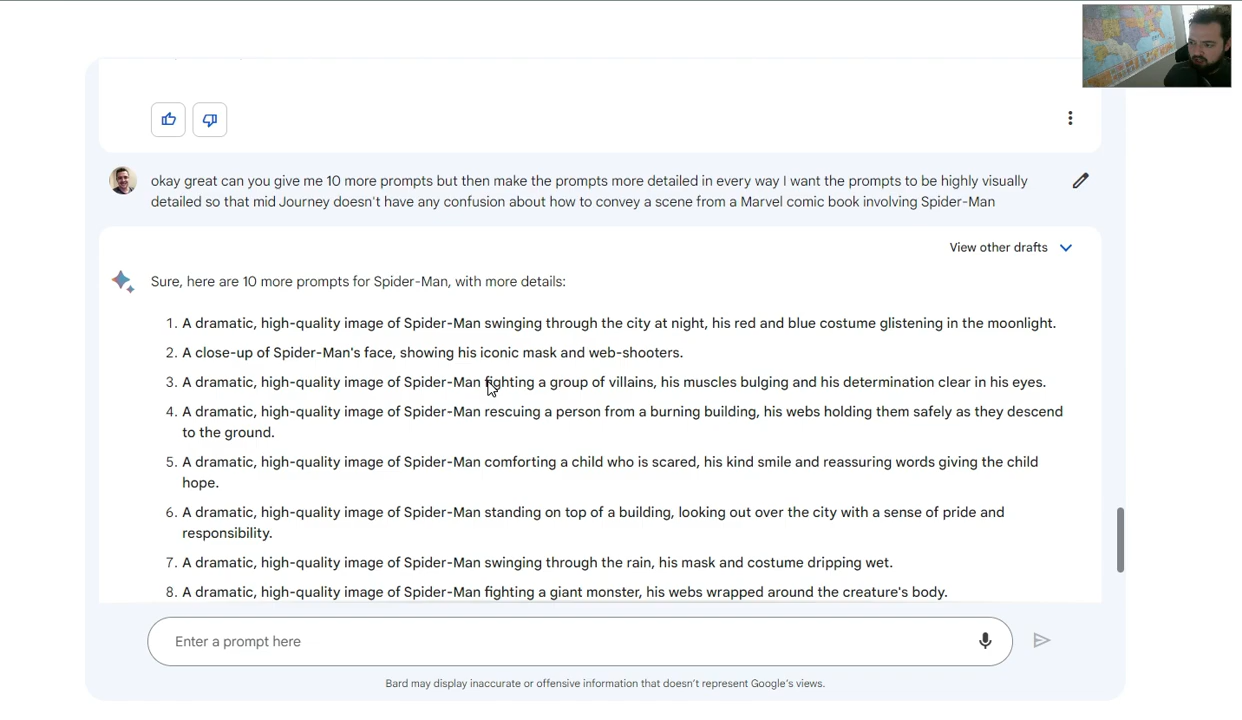 okay great can you give me 10 more prompts but then make the prompts more detailed in every way I want the prompts to be highly visually
detailed so that mid Journey doesn't have any confusion about how to convey a scene from a Marvel comic book involving Spider-Man
View other drafts
Sure, here are 10 more prompts for Spider-Man, with more details:
1. A dramatic, high-quality image of Spider-Man swinging through the city at night, his red and blue costume glistening in the moonlight.
2. A close-up of Spider-Man's face, showing his iconic mask and web-shooters.
3. A dramatic, high-quality image of Spider-Man fighting a group of villains, his muscles bulging and his determination clear in his eyes.
4. A dramatic, high-quality image of Spider-Man rescuing a person from a burning building, his webs holding them safely as they descend
to the ground.
5. A dramatic, high-quality image of Spider-Man comforting a child who is scared, his kind smile and reassuring words giving the child
hope.
6. A dramatic, high-quality image of Spider-Man standing on top of a building, looking out over the city with a sense of pride and
responsibility.
7. A dramatic, high-quality image of Spider-Man swinging through the rain, his mask and costume dripping wet.
8. A dramatic, high-quality image of Spider-Man fighting a giant monster, his webs wrapped around the creature's body.
Enter a prompt here
Bard may display inaccurate or offensive information that doesn't represent Google's views.